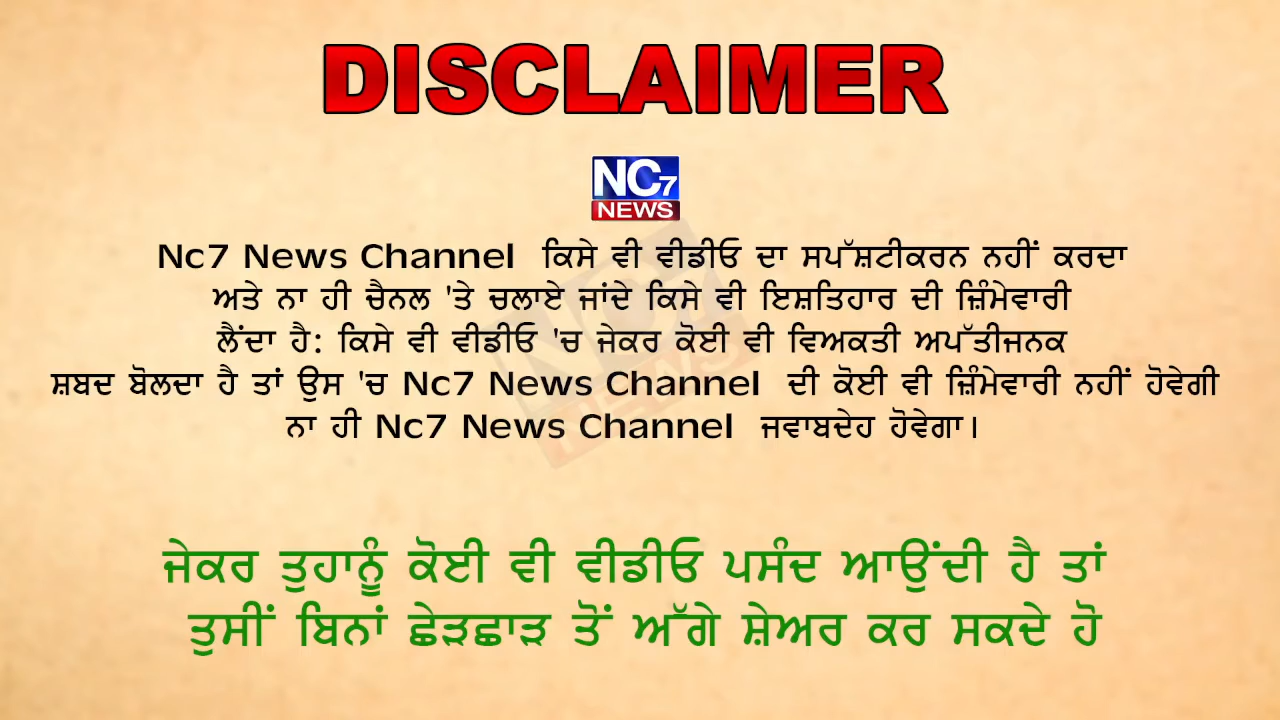 DISCLAIMER
NC7
NEWS
Nc7 News Channel ਕਿਸੇ ਵੀ ਵੀਡੀਓ ਦਾ ਸਪੱਸ਼ਟੀਕਰਨ ਨਹੀਂ ਕਰਦਾ
ਅਤੇ ਨਾ ਹੀ ਚੈਨਲ 'ਤੇ ਚਲਾਏ ਜਾਂਦੇ ਕਿਸੇ ਵੀ ਇਸ਼ਤਿਹਾਰ ਦੀ ਜ਼ਿੰਮੇਵਾਰੀ
ਲੈਂਦਾ ਹੈ: ਕਿਸੇ ਵੀ ਵੀਡੀਓ 'ਚ ਜੇਕਰ ਕੋਈ ਵੀ ਵਿਅਕਤੀ ਅਪੱਤੀਜਨਕ
ਸ਼ਬਦ ਬੋਲਦਾ ਹੈ ਤਾਂ ਉਸ 'ਚ Nc7 News Channel ਦੀ ਕੋਈ ਵੀ ਜ਼ਿੰਮੇਵਾਰੀ ਨਹੀਂ ਹੋਵੇਗੀ
ਨਾ ਹੀ Nc7 News Channel ਜਵਾਬਦੇਹ ਹੋਵੇਗਾ।
ਜੇਕਰ ਤੁਹਾਨੂੰ ਕੋਈ ਵੀ ਵੀਡੀਓ ਪਸੰਦ ਆਉਂਦੀ ਹੈ ਤਾਂ
ਤੁਸੀਂ ਬਿਨਾਂ ਛੇੜਛਾੜ ਤੋਂ ਅੱਗੇ ਸ਼ੇਅਰ ਕਰ ਸਕਦੇ ਹੋ